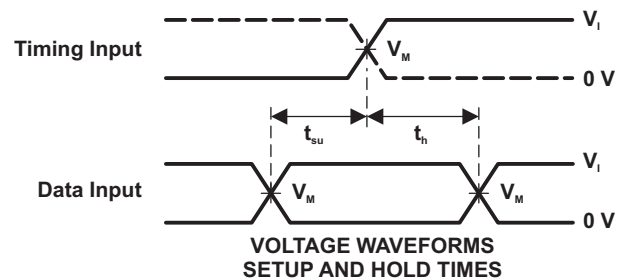 V_I
Timing Input
V_M
0 V
t_su
t_h
V_I
Data Input
V_M
V_M
0 V
VOLTAGE WAVEFORMS
SETUP AND HOLD TIMES